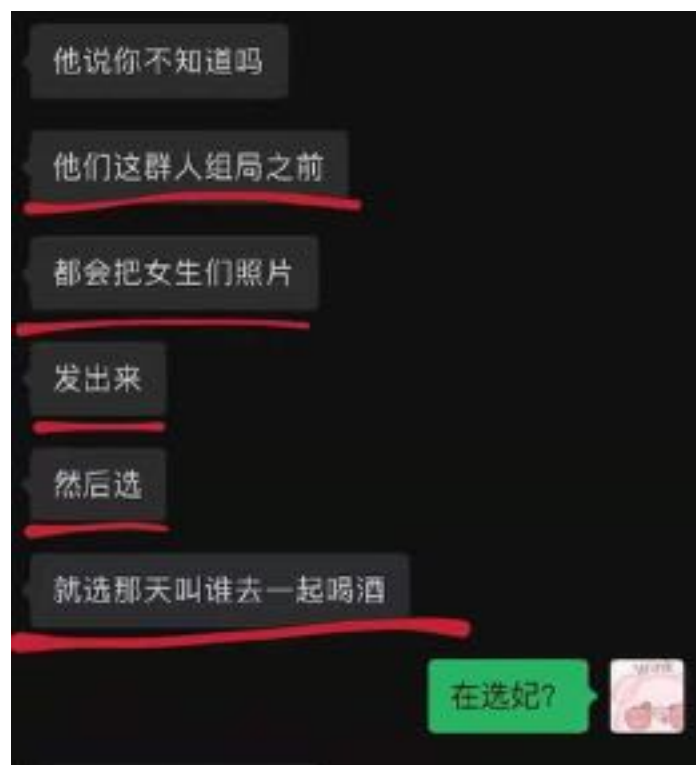 他说你不知道吗
他们这群人组局之前
都会把女生们照片
发出来
然后选
就选那天叫谁去一起喝酒
在选妃?